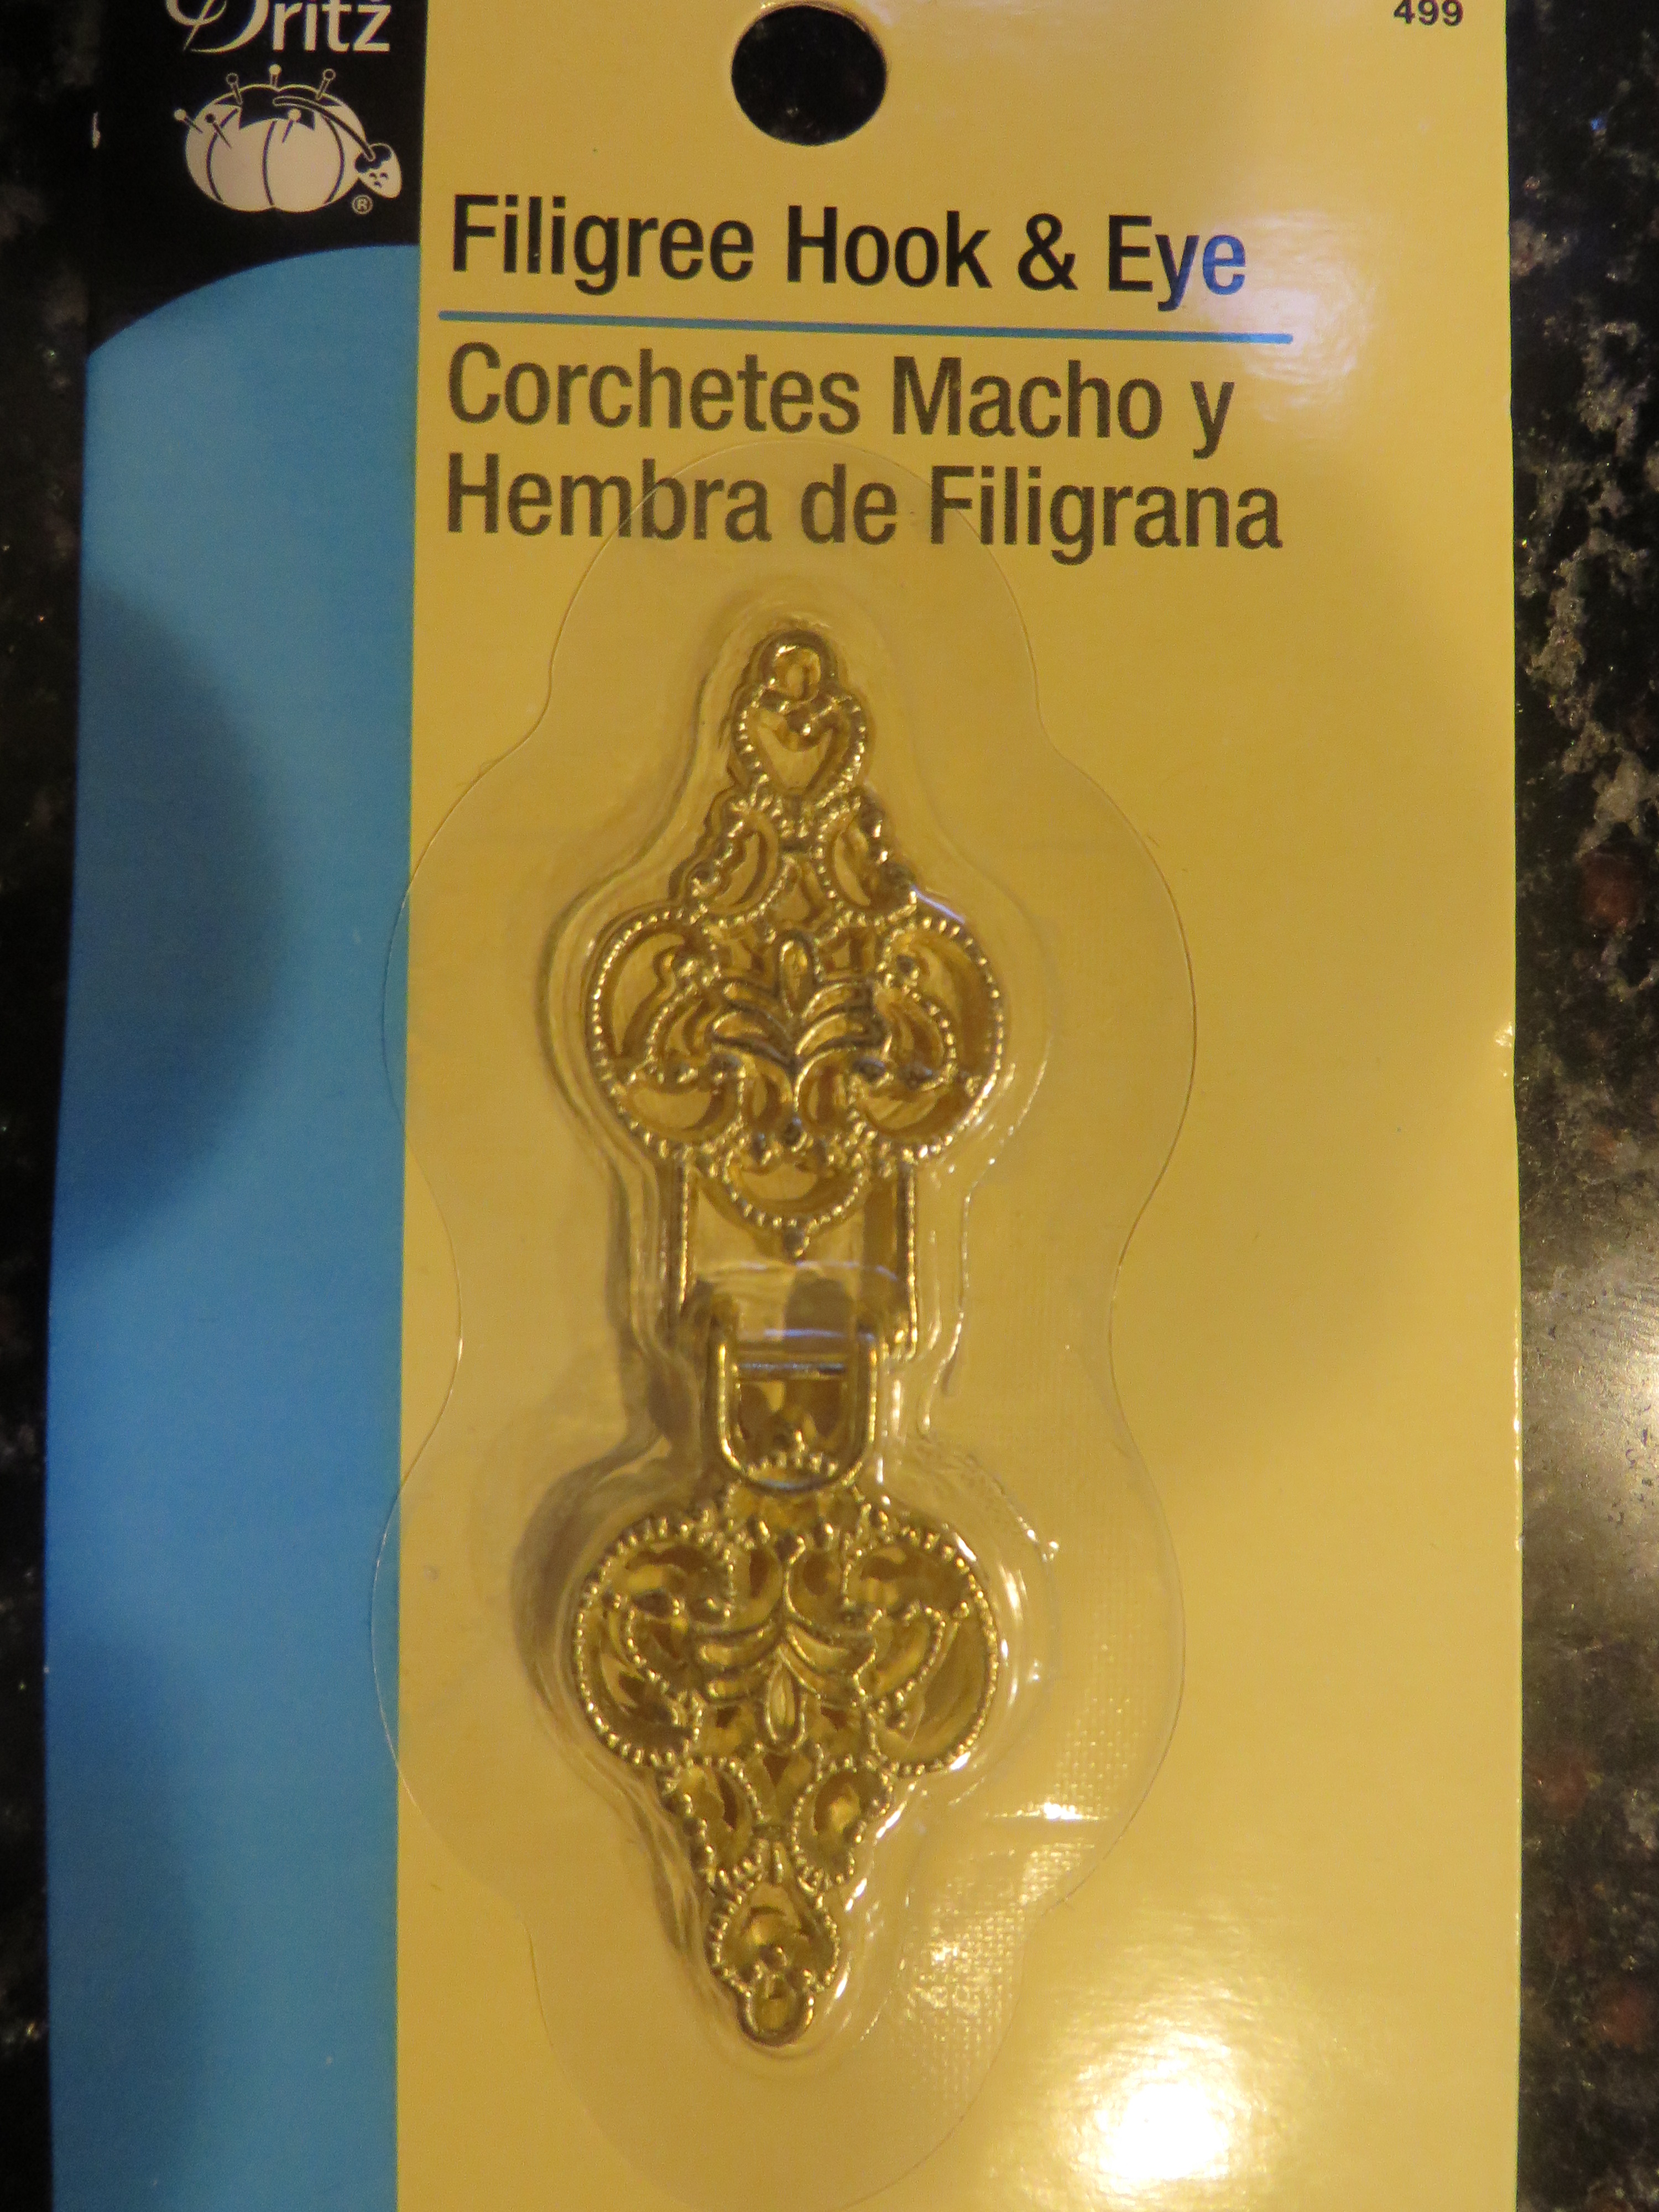 Dritz
499
®
Filigree Hook & Eye
Corchetes Macho y
Hembra de Filigrana